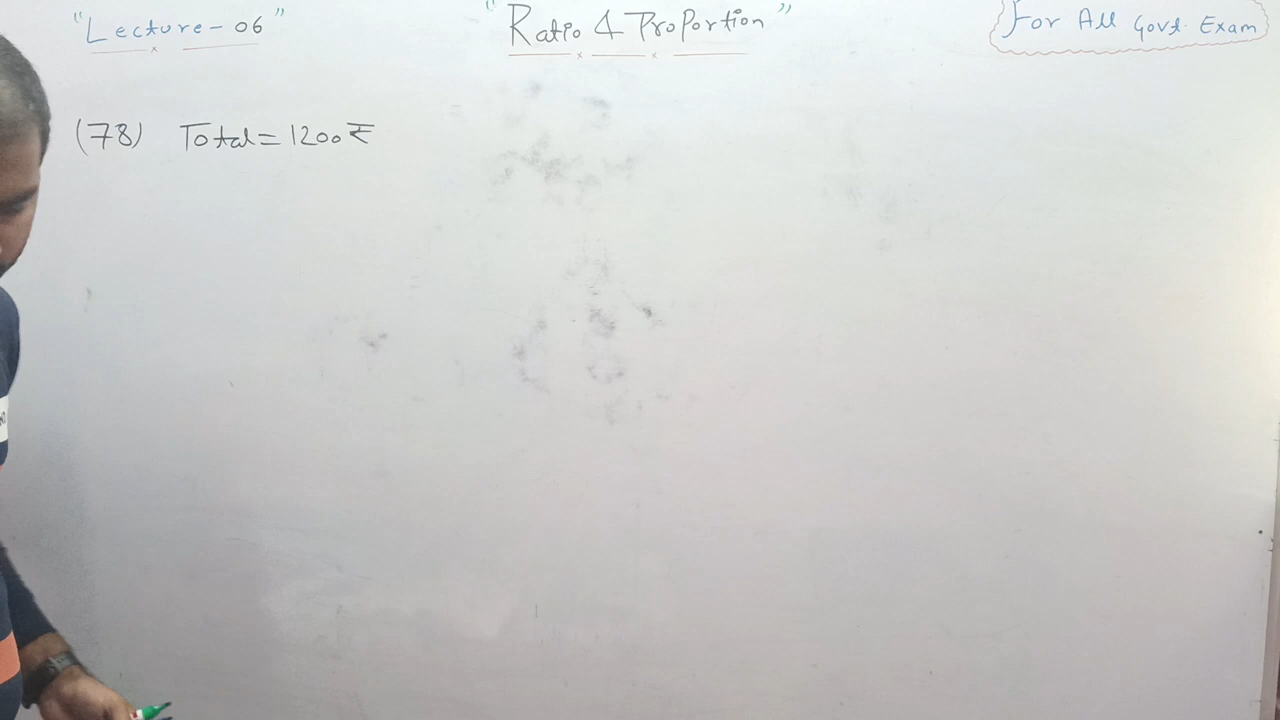 "Lecture-06"
"Ratio & Proportion"
For All Govt. Exam
(78) Total = 1200₹